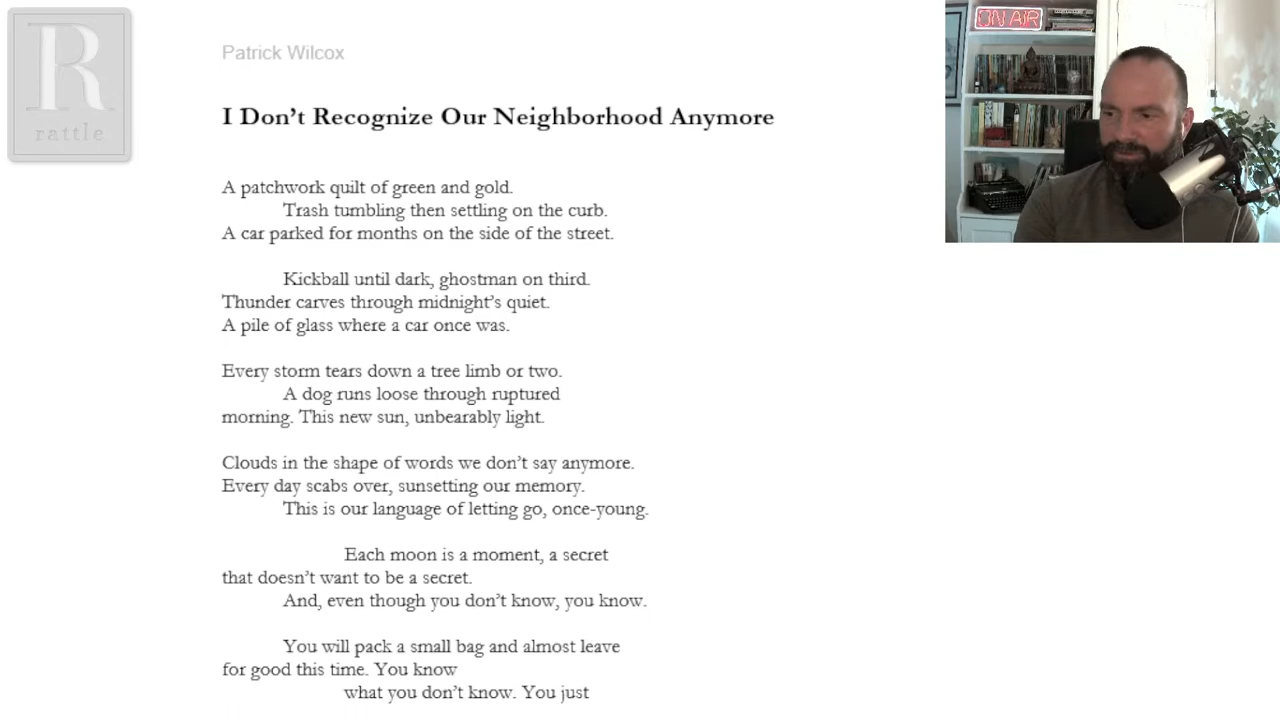 R
rattle
Patrick Wilcox
I Don't Recognize Our Neighborhood Anymore
A patchwork quilt of green and gold.
Trash tumbling then settling on the curb.
A car parked for months on the side of the street.
Kickball until dark, ghostman on third.
Thunder carves through midnight's quiet.
A pile of glass where a car once was.
Every storm tears down a tree limb or two.
A dog runs loose through ruptured
morning. This new sun, unbearably light.
Clouds in the shape of words we don't say anymore.
Every day scabs over, sunsetting our memory.
This is our language of letting go, once-young.
Each moon is a moment, a secret
that doesn't want to be a secret.
And, even though you don't know, you know.
You will pack a small bag and almost leave
for good this time. You know
what you don't know. You just
ON AIR